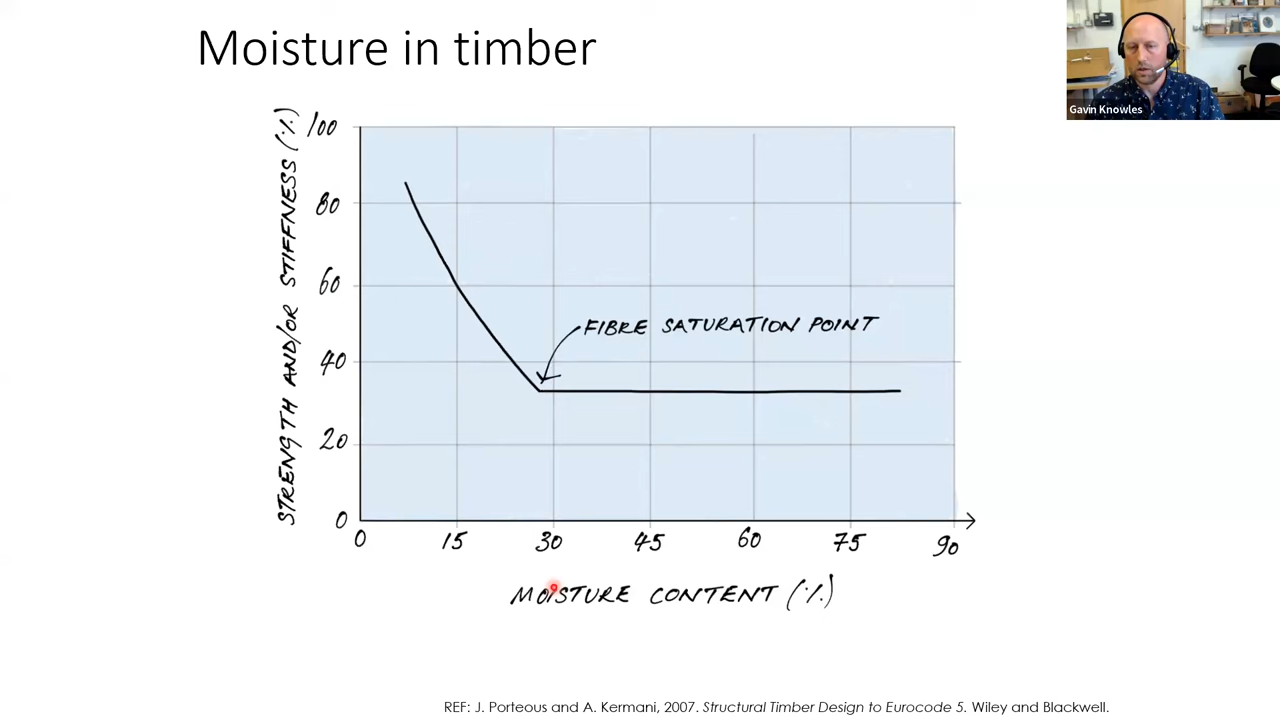 Moisture in timber
Gavin Knowles
STRENGTH AND/OR STIFFNESS (%)
100
80
60
40
20
0
FIBRE SATURATION POINT
0 15 30 45 60 75 90
MOISTURE CONTENT (%)
REF: J. Porteous and A. Kermani, 2007. Structural Timber Design to Eurocode 5. Wiley and Blackwell.